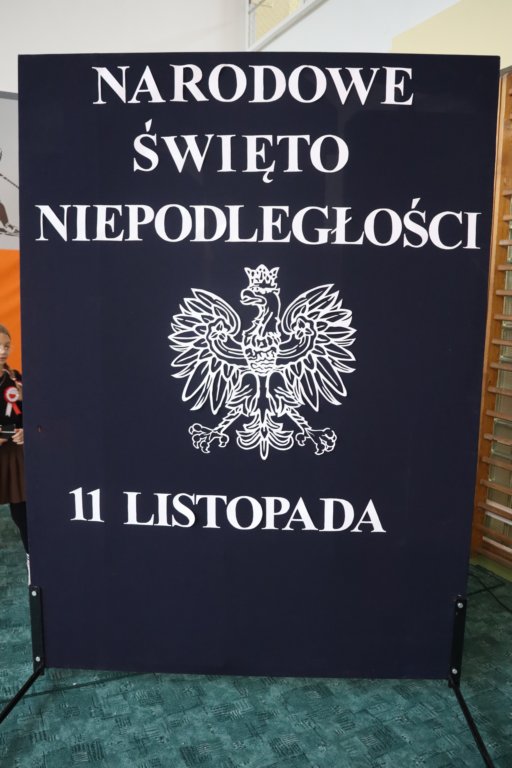 NARODOWE
ŚWIĘTO
NIEPODLEGŁOŚCI
11 LISTOPADA